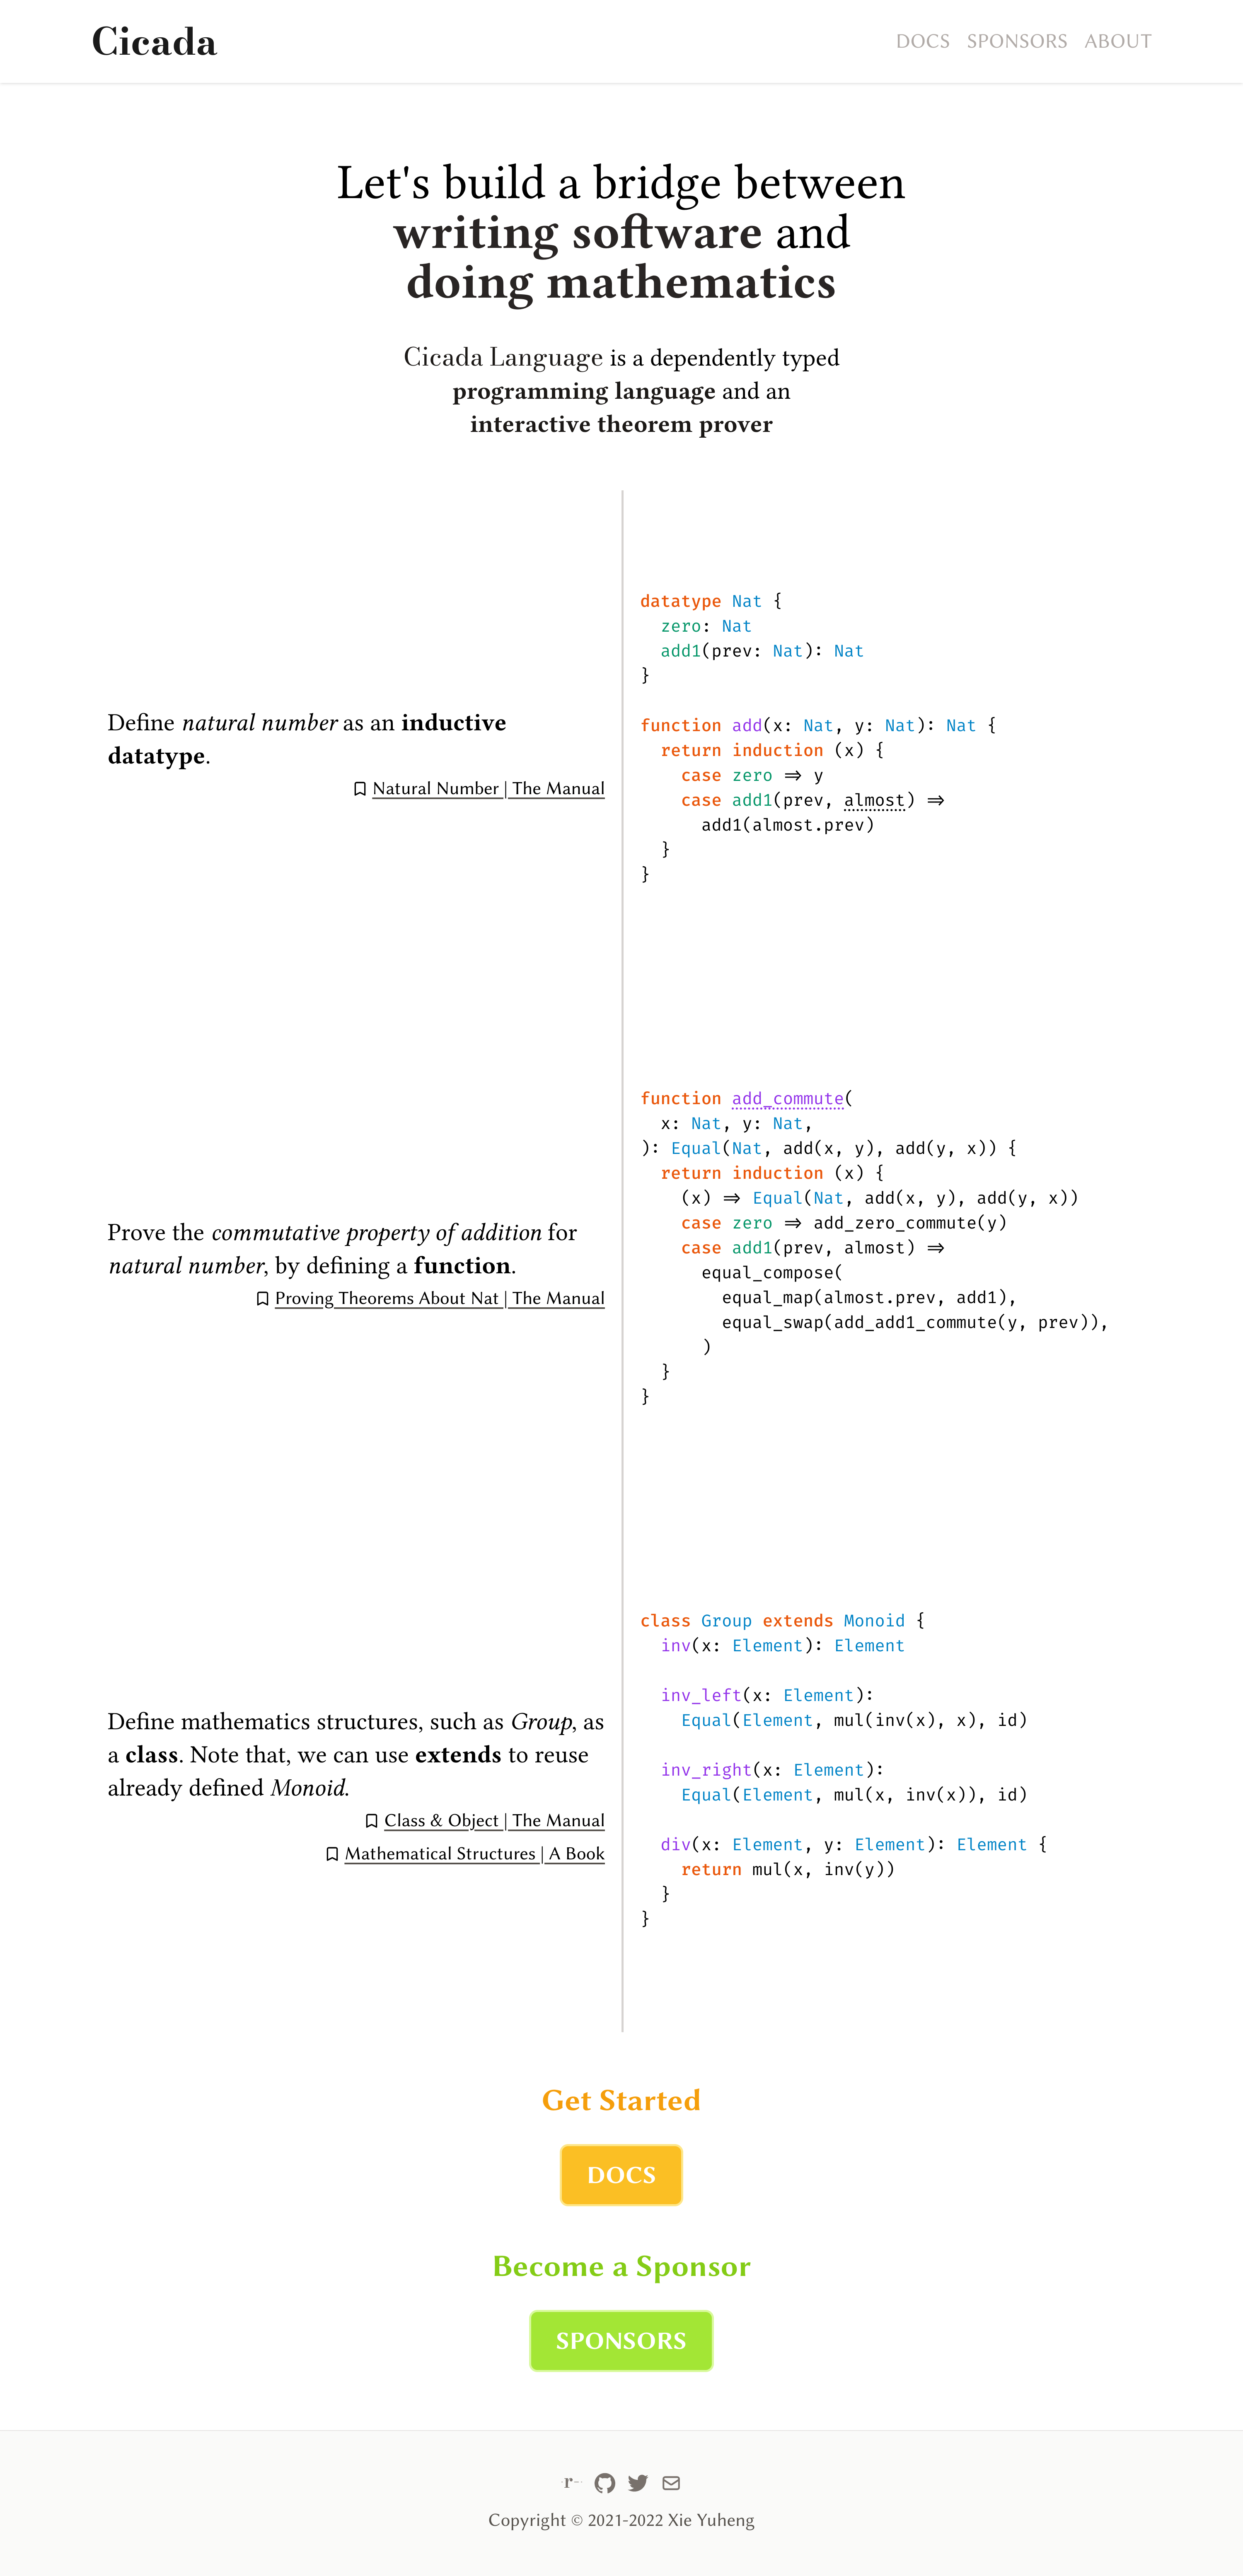 Cicada
DOCS SPONSORS ABOUT
Let's build a bridge between
writing software and
doing mathematics
Cicada Language is a dependently typed
programming language and an
interactive theorem prover
Define natural number as an inductive
datatype.
Natural Number | The Manual
datatype Nat {
  zero: Nat
  add1(prev: Nat): Nat
}
function add(x: Nat, y: Nat): Nat {
  return induction (x) {
    case zero => y
    case add1(prev, almost) =>
      add1(almost.prev)
  }
}
Prove the commutative property of addition for
natural number, by defining a function.
Proving Theorems About Nat | The Manual
function add_commute(
  x: Nat, y: Nat,
): Equal(Nat, add(x, y), add(y, x)) {
  return induction (x) {
    (x) => Equal(Nat, add(x, y), add(y, x))
    case zero => add_zero_commute(y)
    case add1(prev, almost) =>
      equal_compose(
        equal_map(almost.prev, add1),
        equal_swap(add_add1_commute(y, prev)),
      )
  }
}
Define mathematics structures, such as Group, as
a class. Note that, we can use extends to reuse
already defined Monoid.
Class & Object | The Manual
Mathematical Structures | A Book
class Group extends Monoid {
  inv(x: Element): Element
  inv_left(x: Element):
    Equal(Element, mul(inv(x), x), id)
  inv_right(x: Element):
    Equal(Element, mul(x, inv(x)), id)
  div(x: Element, y: Element): Element {
    return mul(x, inv(y))
  }
}
Get Started
DOCS
Become a Sponsor
SPONSORS
Copyright © 2021-2022 Xie Yuheng